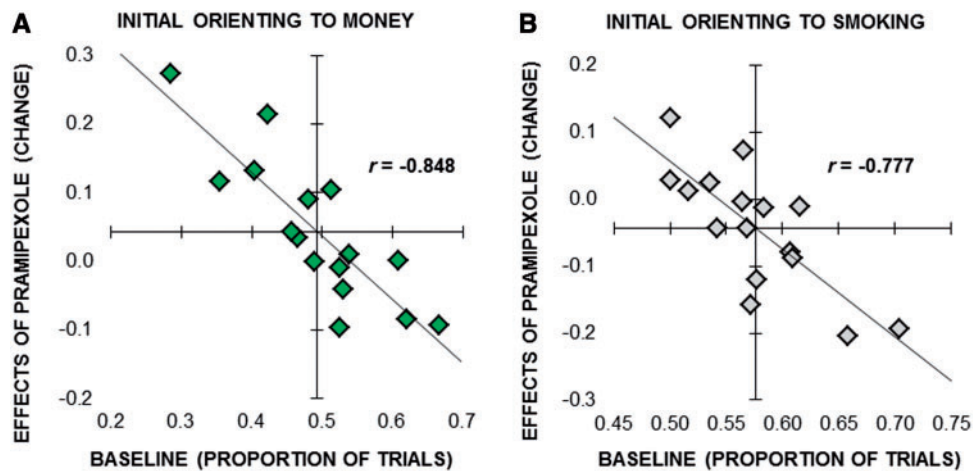 A
INITIAL ORIENTING TO MONEY
EFFECTS OF PRAMIPEXOLE (CHANGE)
0.3
0.2
0.1
0.0
-0.1
-0.2
r = -0.848
0.2 0.3 0.4 0.5 0.6 0.7
BASELINE (PROPORTION OF TRIALS)
B
INITIAL ORIENTING TO SMOKING
EFFECTS OF PRAMIPEXOLE (CHANGE)
0.2
0.1
0.0
-0.1
-0.2
-0.3
r = -0.777
0.45 0.50 0.55 0.60 0.65 0.70 0.75
BASELINE (PROPORTION OF TRIALS)